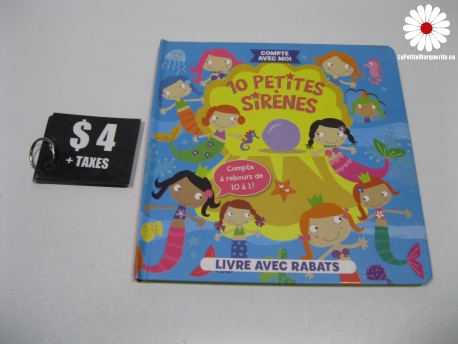 LaPetiteMarguerite.ca
COMPTE
AVEC MOI
10 PETITES
SIRÈNES
$ 4
+ TAXES
Compte
à rebours de
10 à 1!
LIVRE AVEC RABATS